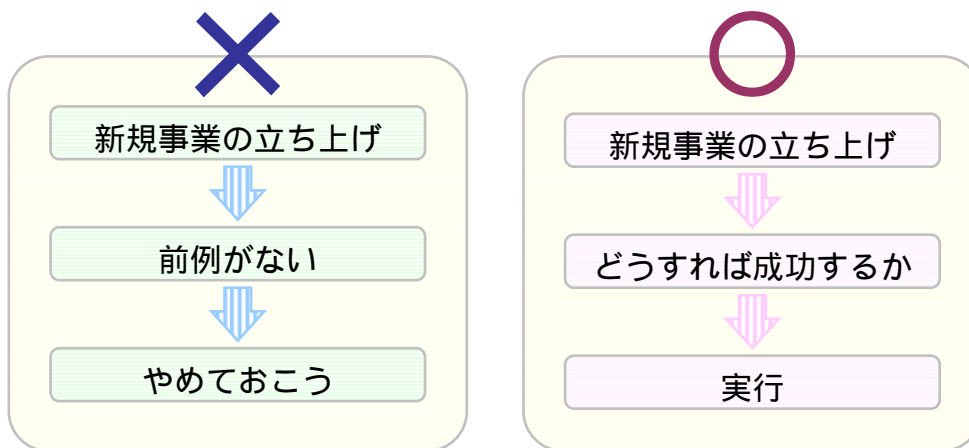 新規事業の立ち上げ
前例がない
やめておこう
新規事業の立ち上げ
どうすれば成功するか
実行